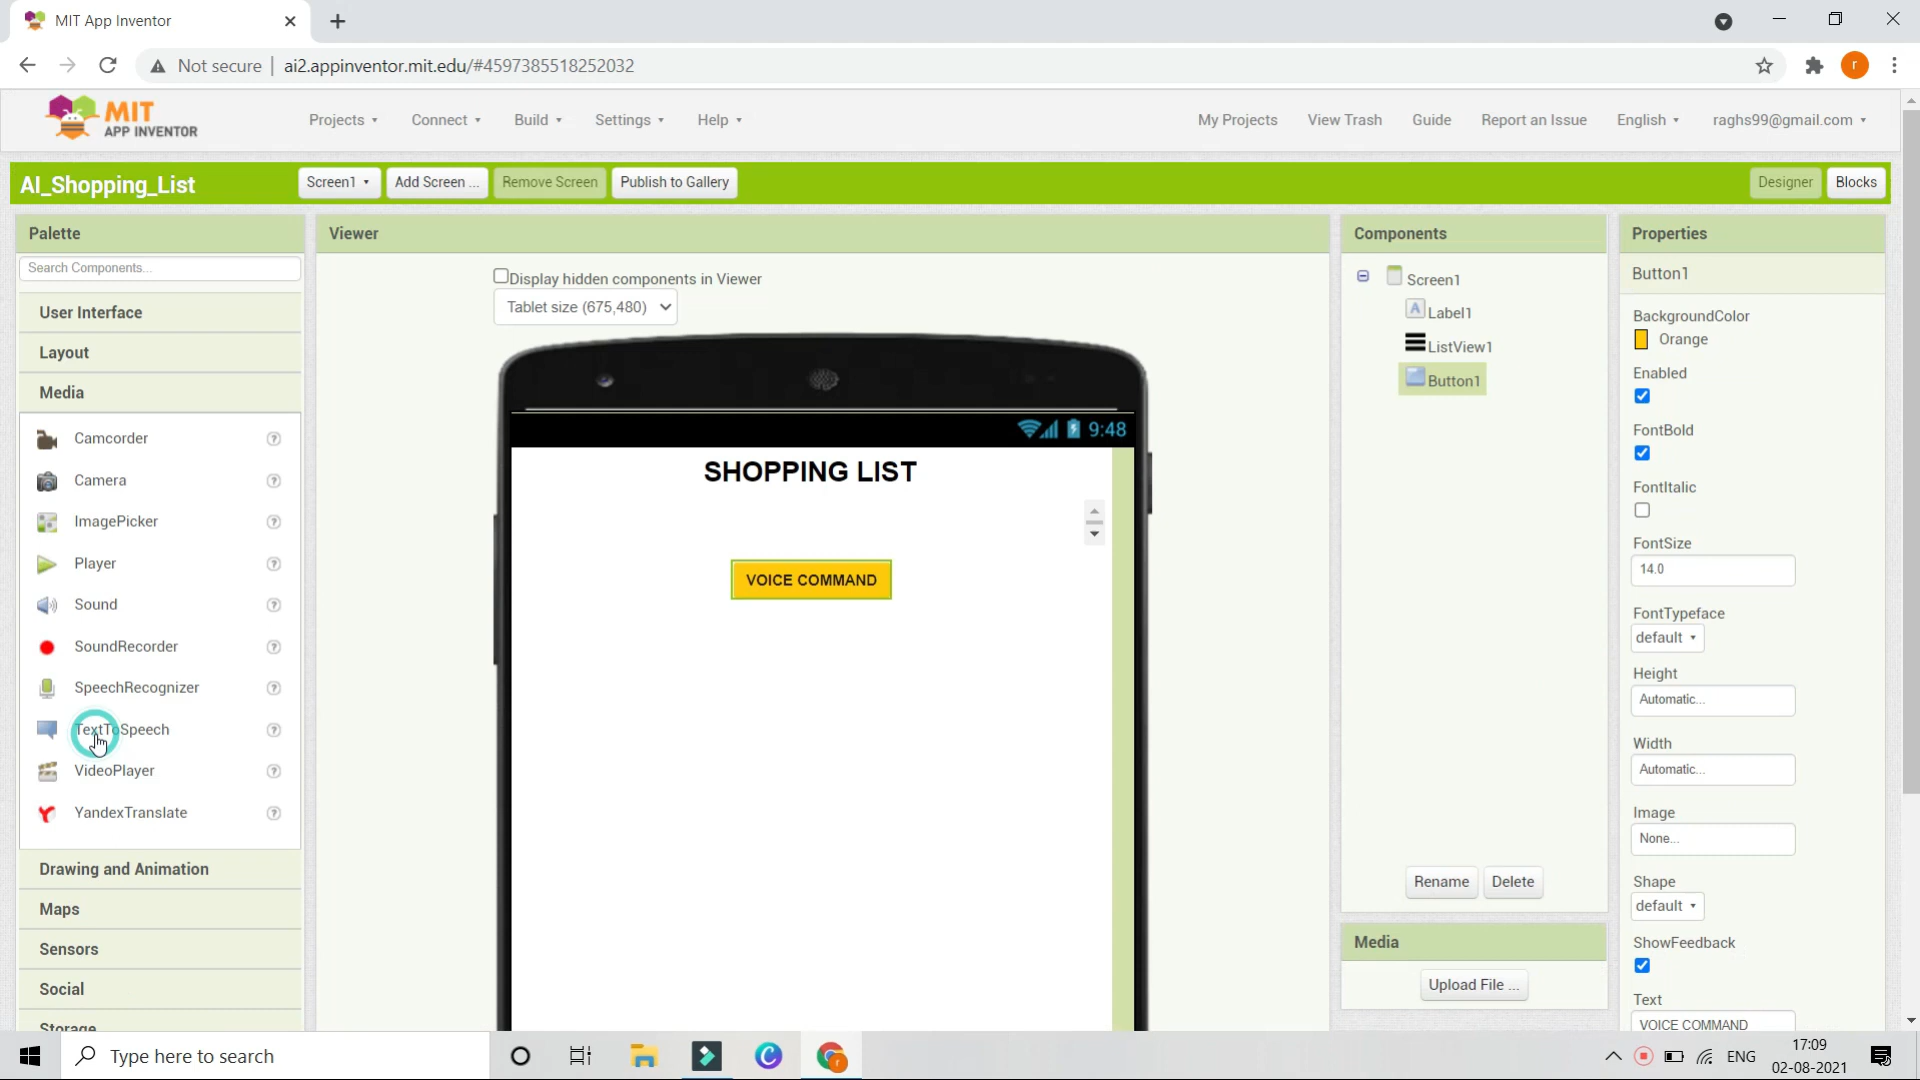 MIT App Inventor
Not secure
ai2.appinventor.mit.edu/#4597385518252032
r
MIT
APP INVENTOR
Projects
Connect
Build
Settings
Help
My Projects
View Trash
Guide
Report an Issue
English
raghs99@gmail.com
AI_Shopping_List
Screen1
Add Screen ...
Remove Screen
Publish to Gallery
Designer
Blocks
Palette
Search Components...
User Interface
Layout
Media
Camcorder
?
Camera
?
ImagePicker
?
Player
?
Sound
?
SoundRecorder
?
SpeechRecognizer
?
TextToSpeech
?
VideoPlayer
?
YandexTranslate
?
Drawing and Animation
Maps
Sensors
Social
Storage
Viewer
Display hidden components in Viewer
Tablet size (675,480)
9:48
SHOPPING LIST
VOICE COMMAND
Components
Screen1
A
Label1
ListView1
Button1
Rename
Delete
Media
Upload File ...
Properties
Button1
BackgroundColor
Orange
Enabled
FontBold
FontItalic
FontSize
14.0
FontTypeface
default
Height
Automatic...
Width
Automatic...
Image
None...
Shape
default
ShowFeedback
Text
VOICE COMMAND
Type here to search
C
r
ENG
17:09
02-08-2021